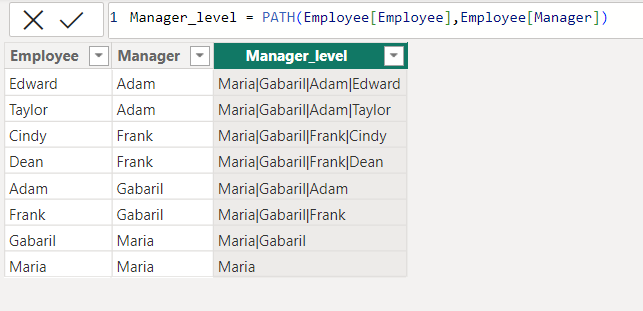 1 Manager_level = PATH(Employee[Employee],Employee[Manager])
Employee Manager Manager_level
Edward Adam Maria|Gabaril|Adam|Edward
Taylor Adam Maria|Gabaril|Adam|Taylor
Cindy Frank Maria|Gabaril|Frank|Cindy
Dean Frank Maria|Gabaril|Frank|Dean
Adam Gabaril Maria|Gabaril|Adam
Frank Gabaril Maria|Gabaril|Frank
Gabaril Maria Maria|Gabaril
Maria Maria Maria